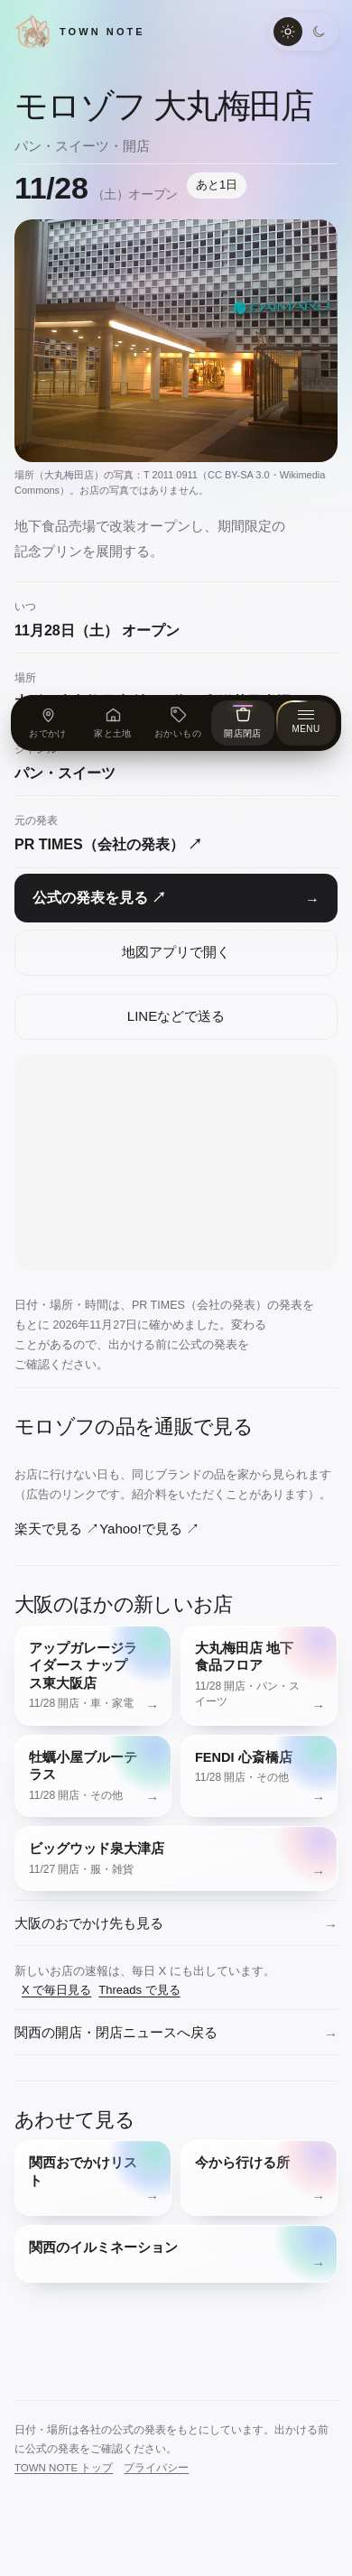 TOWN NOTE
モロゾフ 大丸梅田店
パン・スイーツ・開店
11/28 （土）オープン あと1日
場所（大丸梅田店）の写真：T 2011 0911（CC BY-SA 3.0・Wikimedia
Commons）。お店の写真ではありません。
地下食品売場で改装オープンし、期間限定の
記念プリンを展開する。
いつ
11月28日（土） オープン
場所
おでかけ 家と土地 おかいもの 開店閉店 MENU
パン・スイーツ
元の発表
PR TIMES（会社の発表） ↗
公式の発表を見る ↗ →
地図アプリで開く
LINEなどで送る
日付・場所・時間は、PR TIMES（会社の発表）の発表を
もとに 2026年11月27日に確かめました。変わる
ことがあるので、出かける前に公式の発表を
ご確認ください。
モロゾフの品を通販で見る
お店に行けない日も、同じブランドの品を家から見られます
（広告のリンクです。紹介料をいただくことがあります）。
楽天で見る ↗Yahoo!で見る ↗
大阪のほかの新しいお店
アップガレージラ
イダース ナップ
ス東大阪店
11/28 開店・車・家電 →
大丸梅田店 地下
食品フロア
11/28 開店・パン・ス
イーツ →
牡蠣小屋ブルーテ
ラス
11/28 開店・その他 →
FENDI 心斎橋店
11/28 開店・その他
→
ビッグウッド泉大津店
11/27 開店・服・雑貨 →
大阪のおでかけ先も見る →
新しいお店の速報は、毎日 X にも出しています。
X で毎日見る Threads で見る
関西の開店・閉店ニュースへ戻る →
あわせて見る
関西おでかけリス
ト →
今から行ける所
→
関西のイルミネーション
→
日付・場所は各社の公式の発表をもとにしています。出かける前
に公式の発表をご確認ください。
TOWN NOTE トップ プライバシー